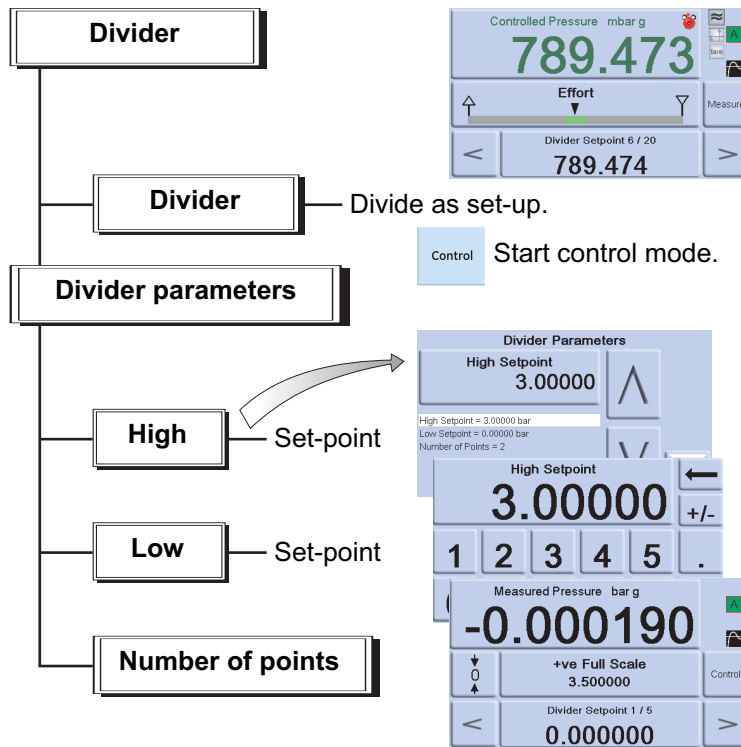 Divider
Controlled Pressure mbar g
789.473
tare
A
Effort
Measure
<
Divider Setpoint 6 / 20
789.474
>
Divider
Divide as set-up.
Control
Start control mode.
Divider parameters
Divider Parameters
High Setpoint
3.00000
High Setpoint = 3.00000 bar
Low Setpoint = 0.00000 bar
Number of Points = 2
High
Set-point
High Setpoint
3.00000
+/-
1 2 3 4 5 .
Low
Set-point
Measured Pressure bar g
-0.000190
A
Number of points
0
+ve Full Scale
3.500000
Control
<
Divider Setpoint 1 / 5
0.000000
>